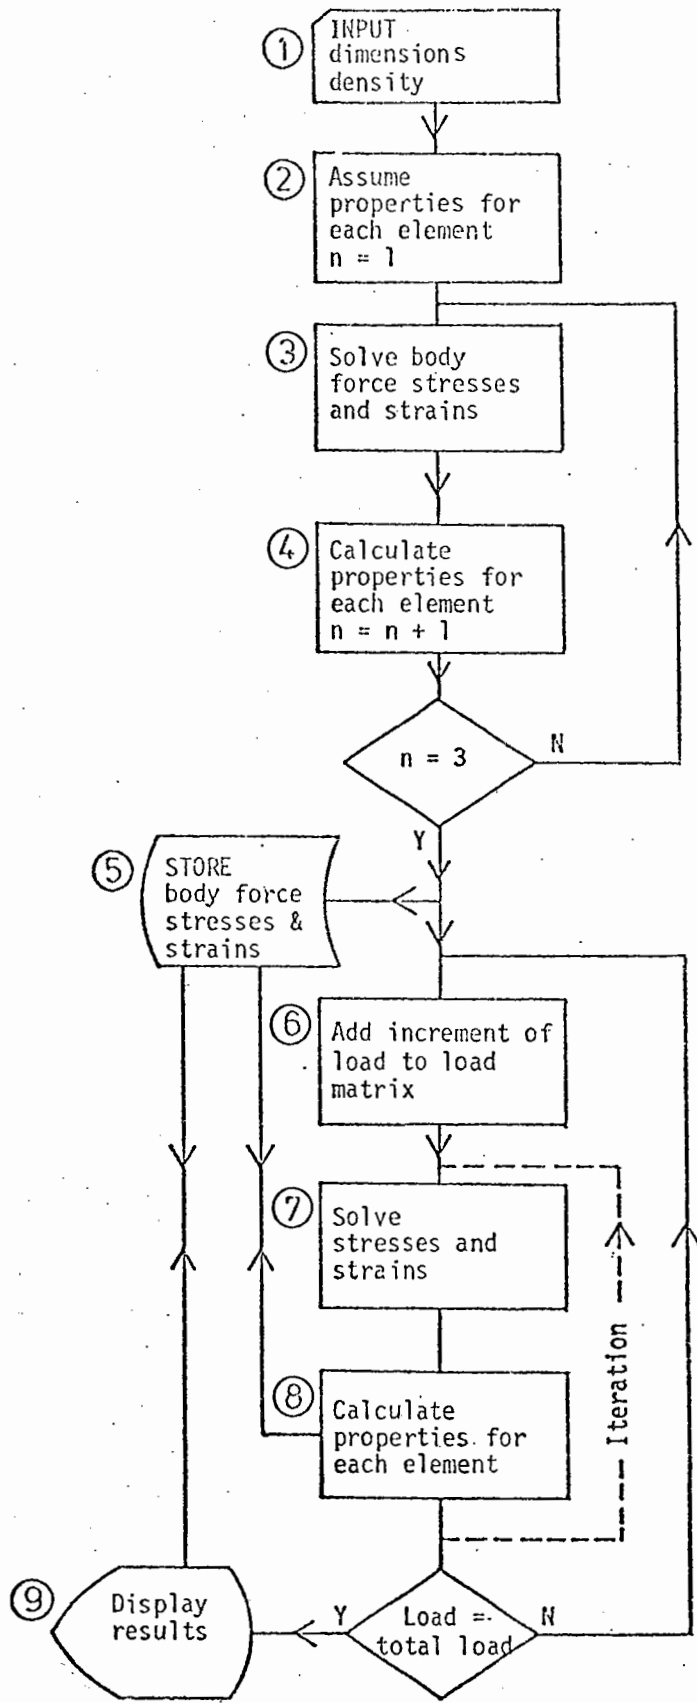 ① INPUT
dimensions
density
② Assume
properties for
each element
n = 1
③ Solve body
force stresses
and strains
④ Calculate
properties for
each element
n = n + 1
n = 3
N
Y
⑤ STORE
body force
stresses &
strains
⑥ Add increment of
load to load
matrix
⑦ Solve
stresses and
strains
⑧ Calculate
properties for
each element
Iteration
⑨ Display
results
Y
Load =
total load
N